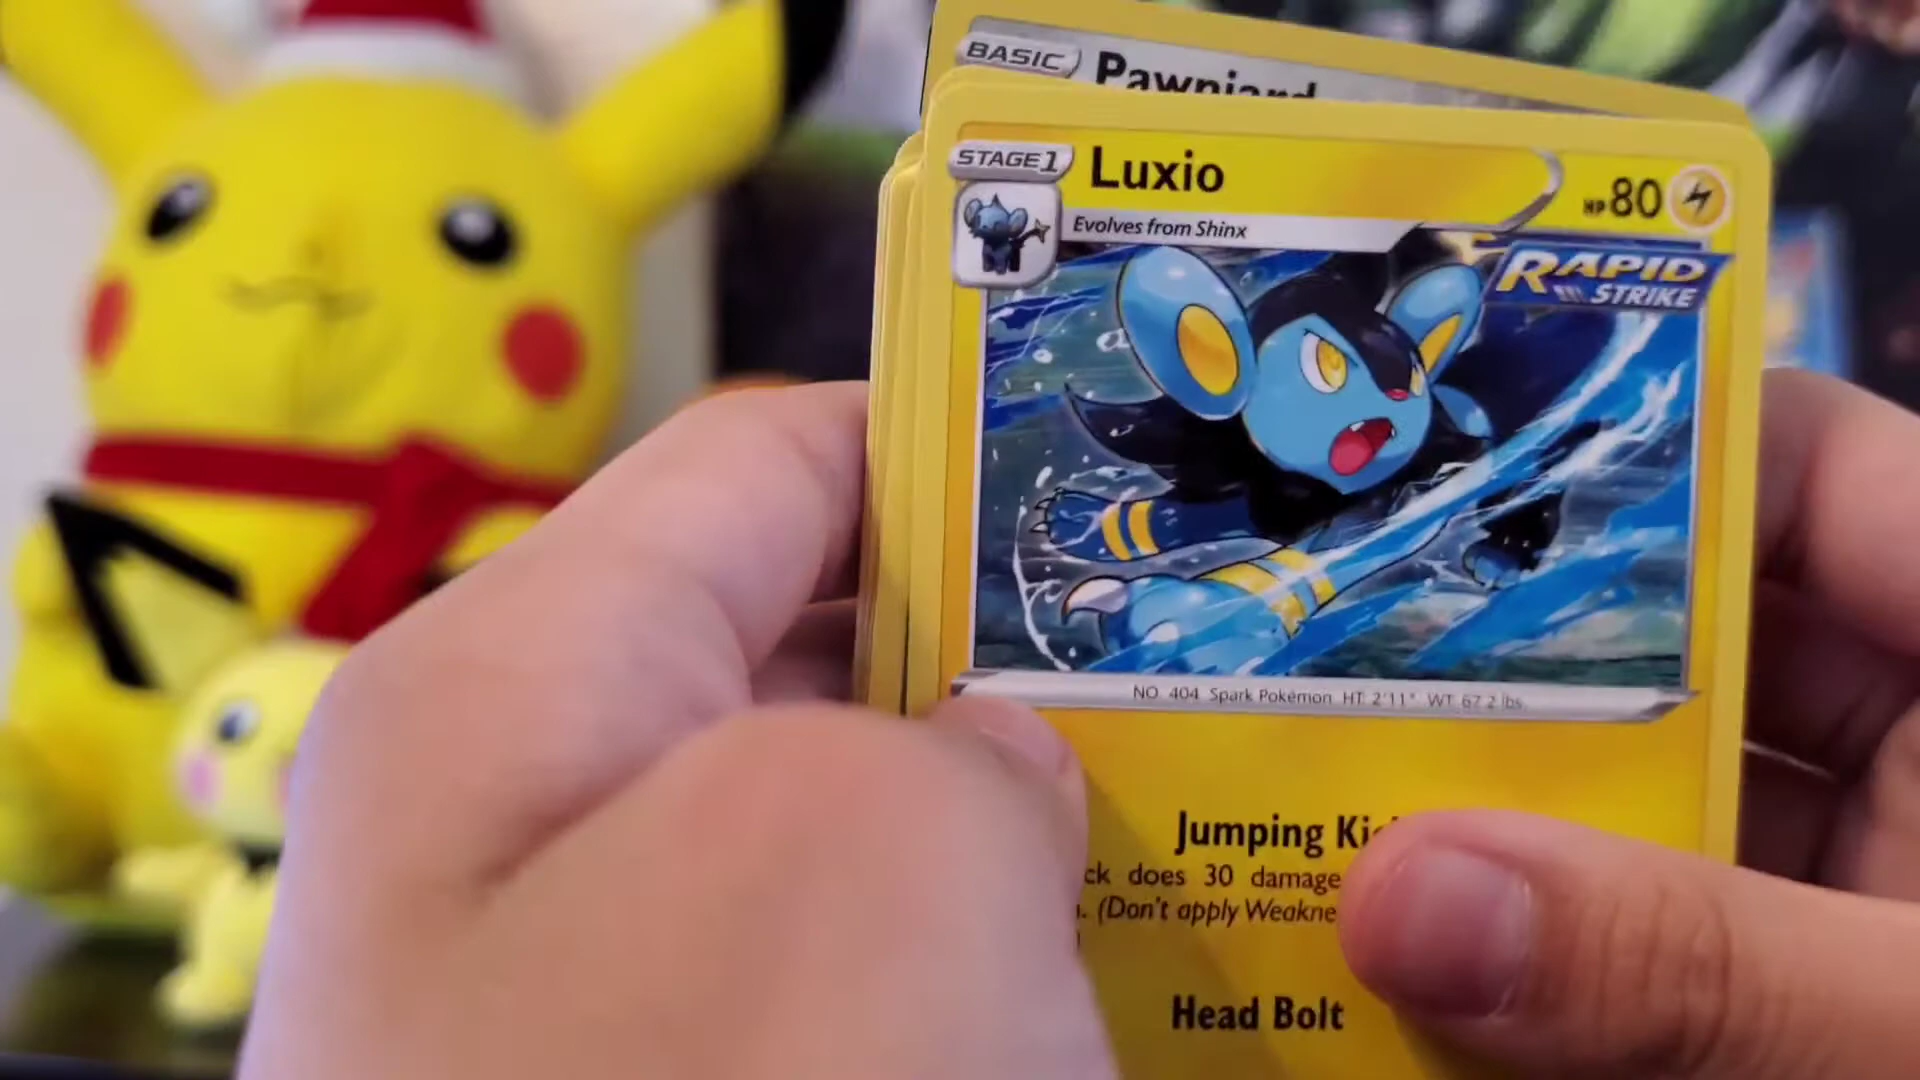 BASIC Pawniard
STAGE1 Luxio HP80
Evolves from Shinx
RAPID
STRIKE
NO. 404 Spark Pokémon HT: 2'11" WT: 67.2 lbs.
Jumping
does 30 damage
(Don't apply
Head Bolt